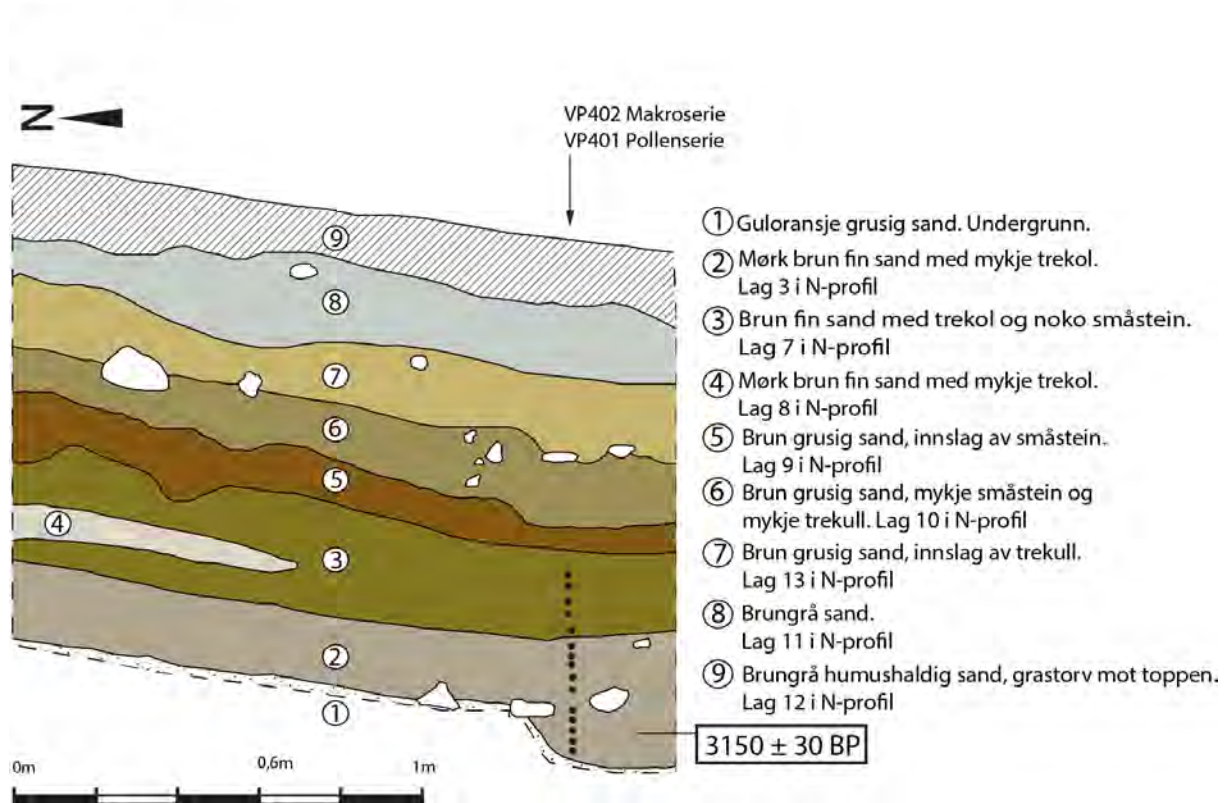 N
VP402 Makroserie
VP401 Pollenserie
① Guloransje grusig sand. Undergrunn.
② Mørk brun fin sand med mykje trekol.
Lag 3 i N-profil
③ Brun fin sand med trekol og noko småstein.
Lag 7 i N-profil
④ Mørk brun fin sand med mykje trekol.
Lag 8 i N-profil
⑤ Brun grusig sand, innslag av småstein.
Lag 9 i N-profil
⑥ Brun grusig sand, mykje småstein og
mykje trekull. Lag 10 i N-profil
⑦ Brun grusig sand, innslag av trekull.
Lag 13 i N-profil
⑧ Brungrå sand.
Lag 11 i N-profil
⑨ Brungrå humushaldig sand, grastorv mot toppen.
Lag 12 i N-profil
⑨
⑧
⑦
⑥
⑤
④
③
②
①
3150 ± 30 BP
0m 0,6m 1m